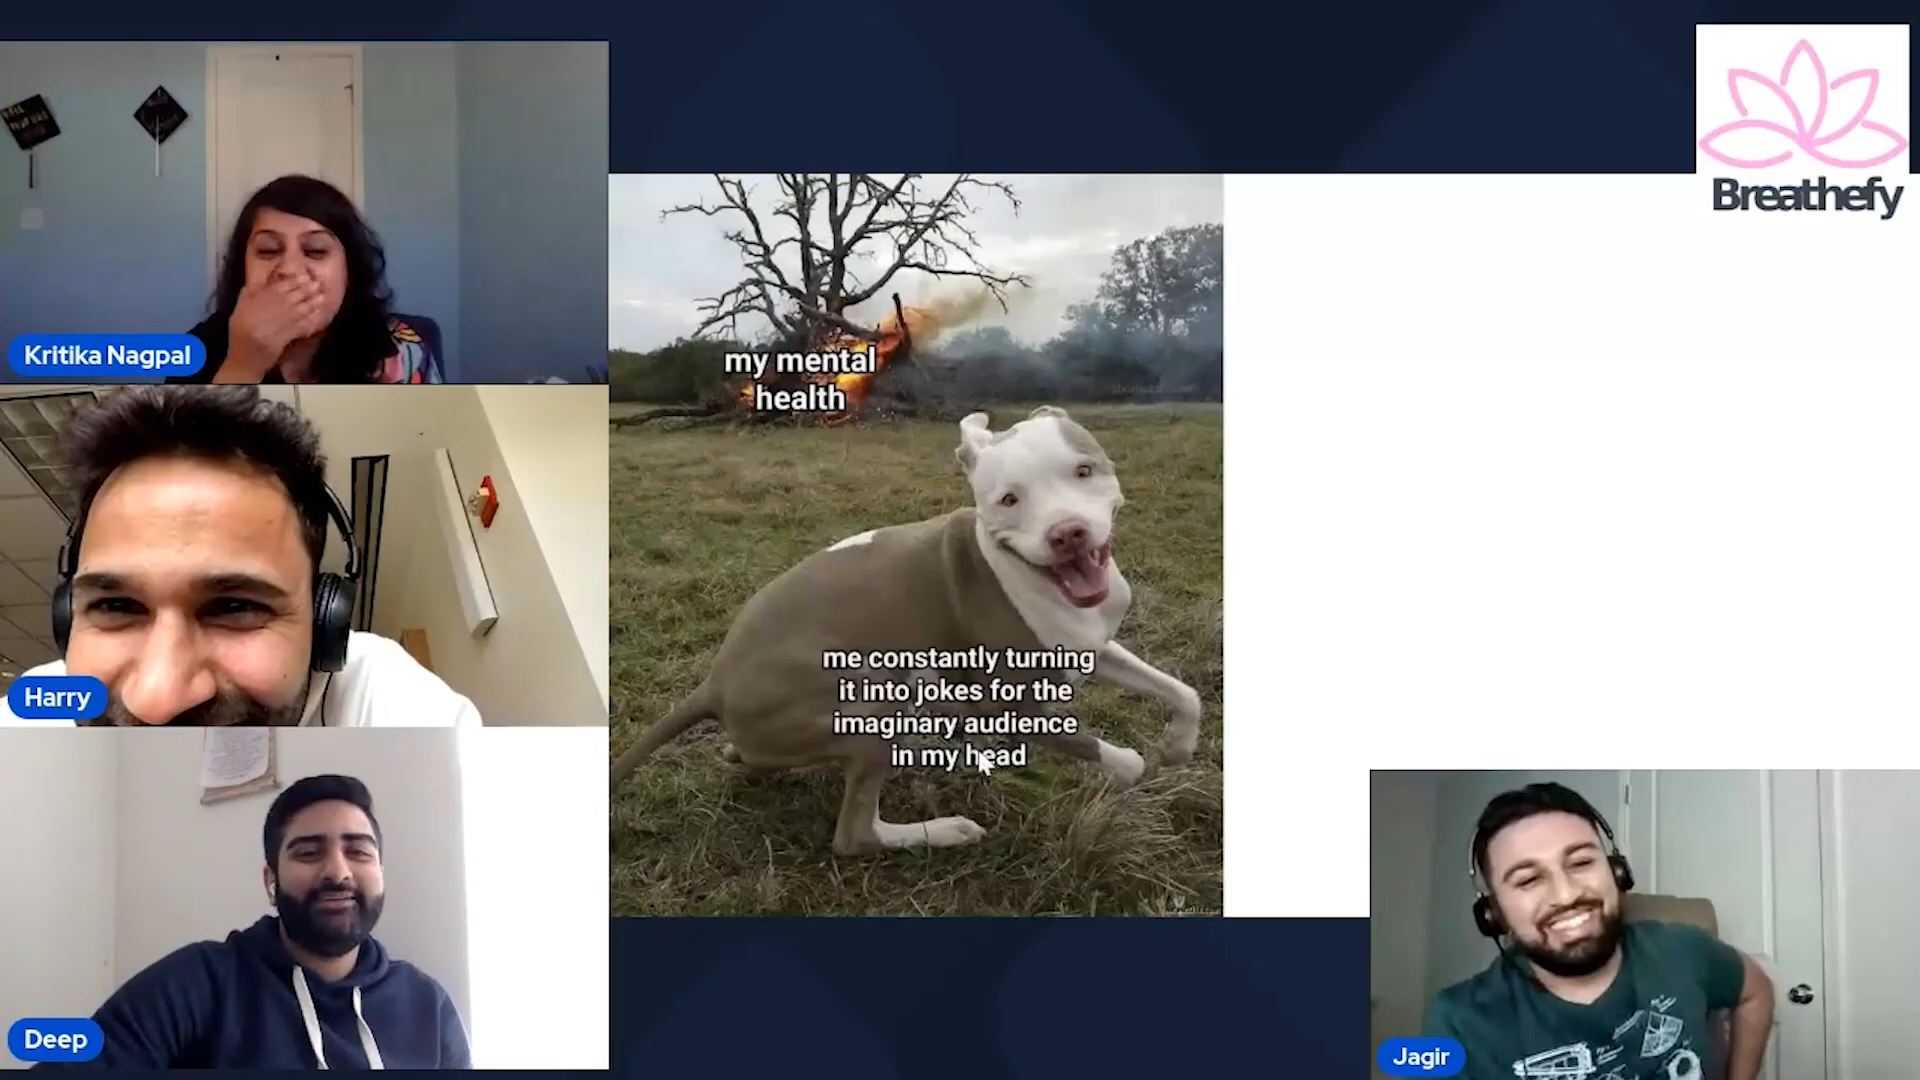 Breathefy
Kritika Nagpal
my mental
health
Harry
me constantly turning
it into jokes for the
imaginary audience
in my head
Deep
Jagir